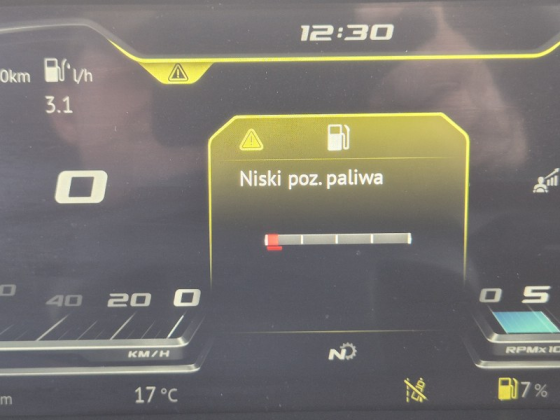 12:30
0km
l/h
3.1
Niski poz. paliwa
0
40 20 0
0 5
KM/H
N
RPMx10
m
17 °C
7 %